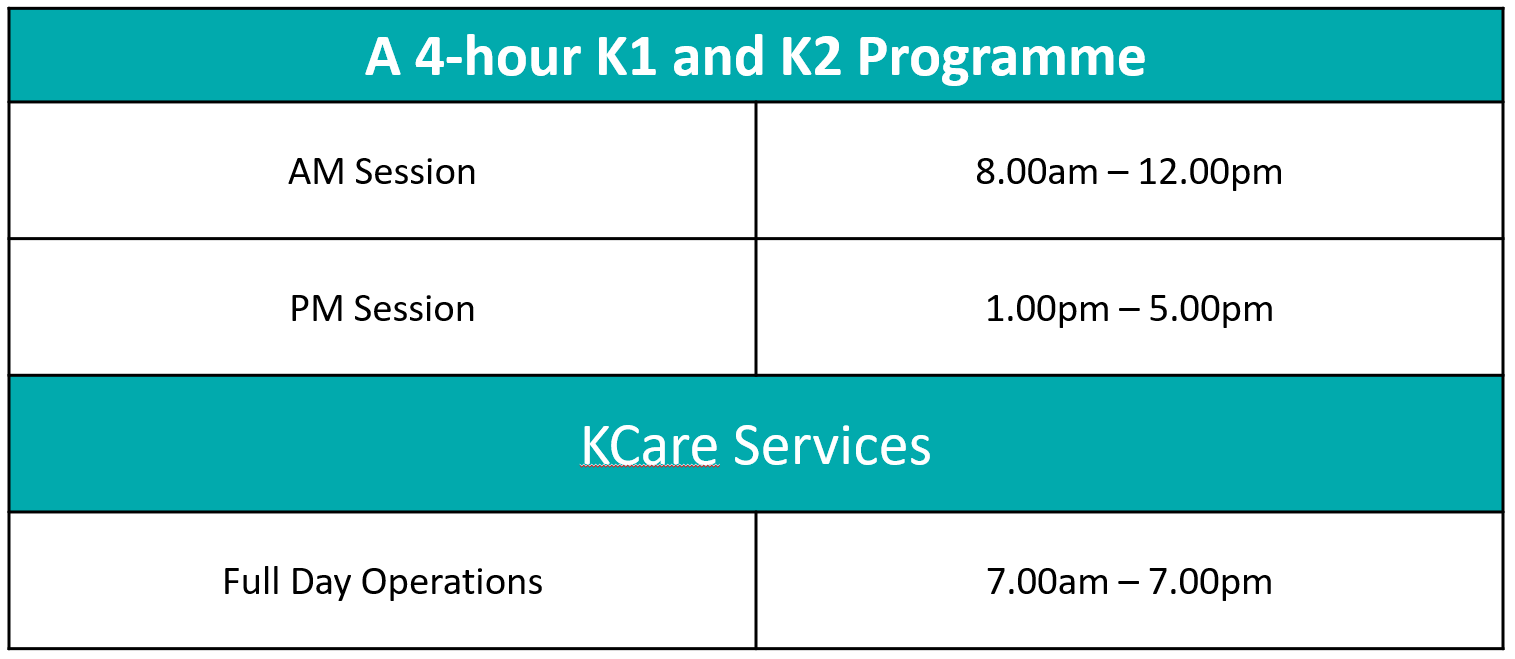 A 4-hour K1 and K2 Programme
AM Session 8.00am – 12.00pm
PM Session 1.00pm – 5.00pm
KCare Services
Full Day Operations 7.00am – 7.00pm